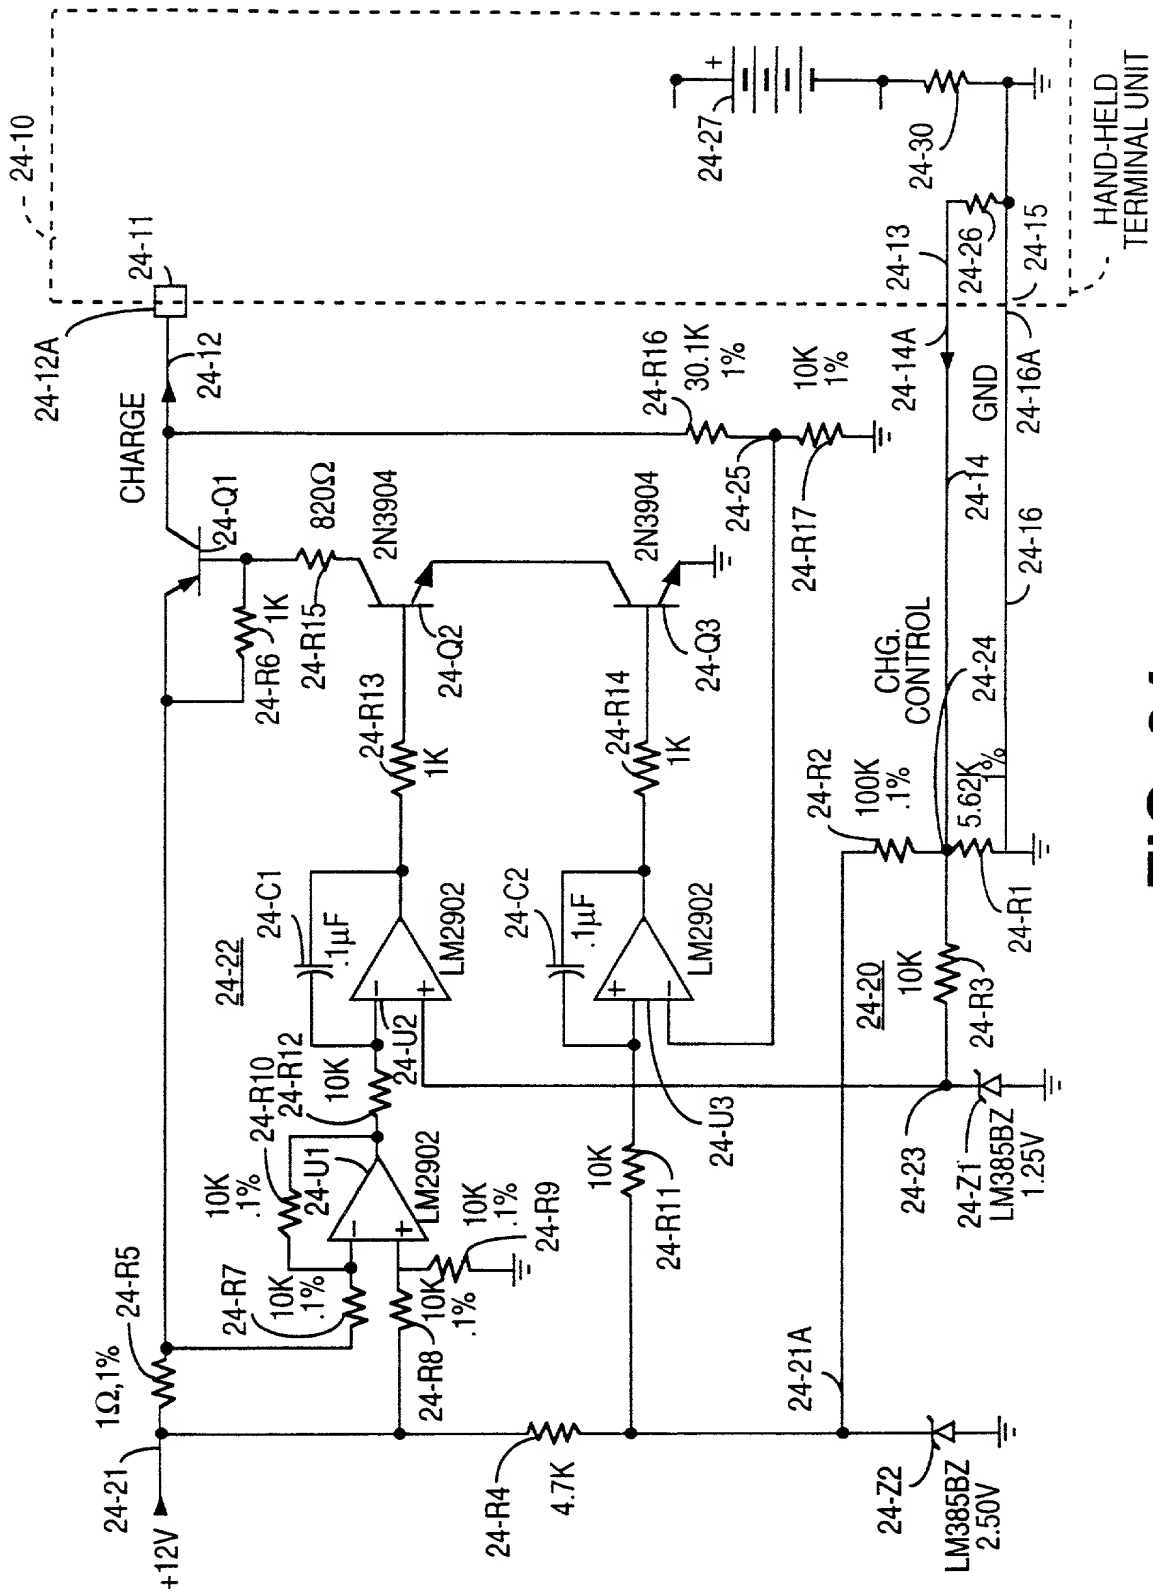 24-10
24-11
24-12A
24-12
CHARGE
24-Q1
24-R6
1K
820Ω
24-R15
2N3904
24-Q2
24-R13
1K
2N3904
24-Q3
24-R14
1K
24-R16
30.1K
1%
24-25
10K
1%
24-R17
24-27
+
24-30
24-13
24-26
24-15
HAND-HELD
TERMINAL UNIT
24-14A
24-14
GND
24-16A
24-16
CHG.
CONTROL
24-24
24-R2
100K
.1%
5.62K
1%
24-R1
24-20
10K
24-R3
24-22
24-C1
.1µF
LM2902
−
+
24-U2
24-C2
.1µF
LM2902
+
−
24-U3
24-R12
10K
24-R10
10K
.1%
24-U1
LM2902
−
+
10K
.1%
24-R9
24-R7
10K
.1%
10K
.1%
24-R8
24-R5
1Ω,1%
24-21
+12V
24-R4
4.7K
10K
24-R11
24-21A
24-23
24-Z1
LM385BZ
1.25V
24-Z2
LM385BZ
2.50V